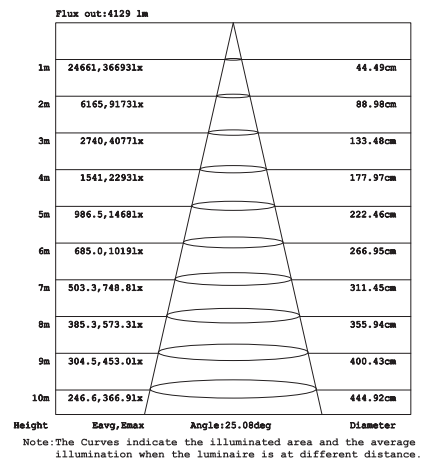 Flux out:4129 lm
1m 24661,36693lx 44.49cm
2m 6165,9173lx 88.98cm
3m 2740,4077lx 133.48cm
4m 1541,2293lx 177.97cm
5m 986.5,1468lx 222.46cm
6m 685.0,1019lx 266.95cm
7m 503.3,748.8lx 311.45cm
8m 385.3,573.3lx 355.94cm
9m 304.5,453.0lx 400.43cm
10m 246.6,366.9lx 444.92cm
Height Eavg,Emax Angle:25.08deg Diameter
Note:The Curves indicate the illuminated area and the average
illumination when the luminaire is at different distance.